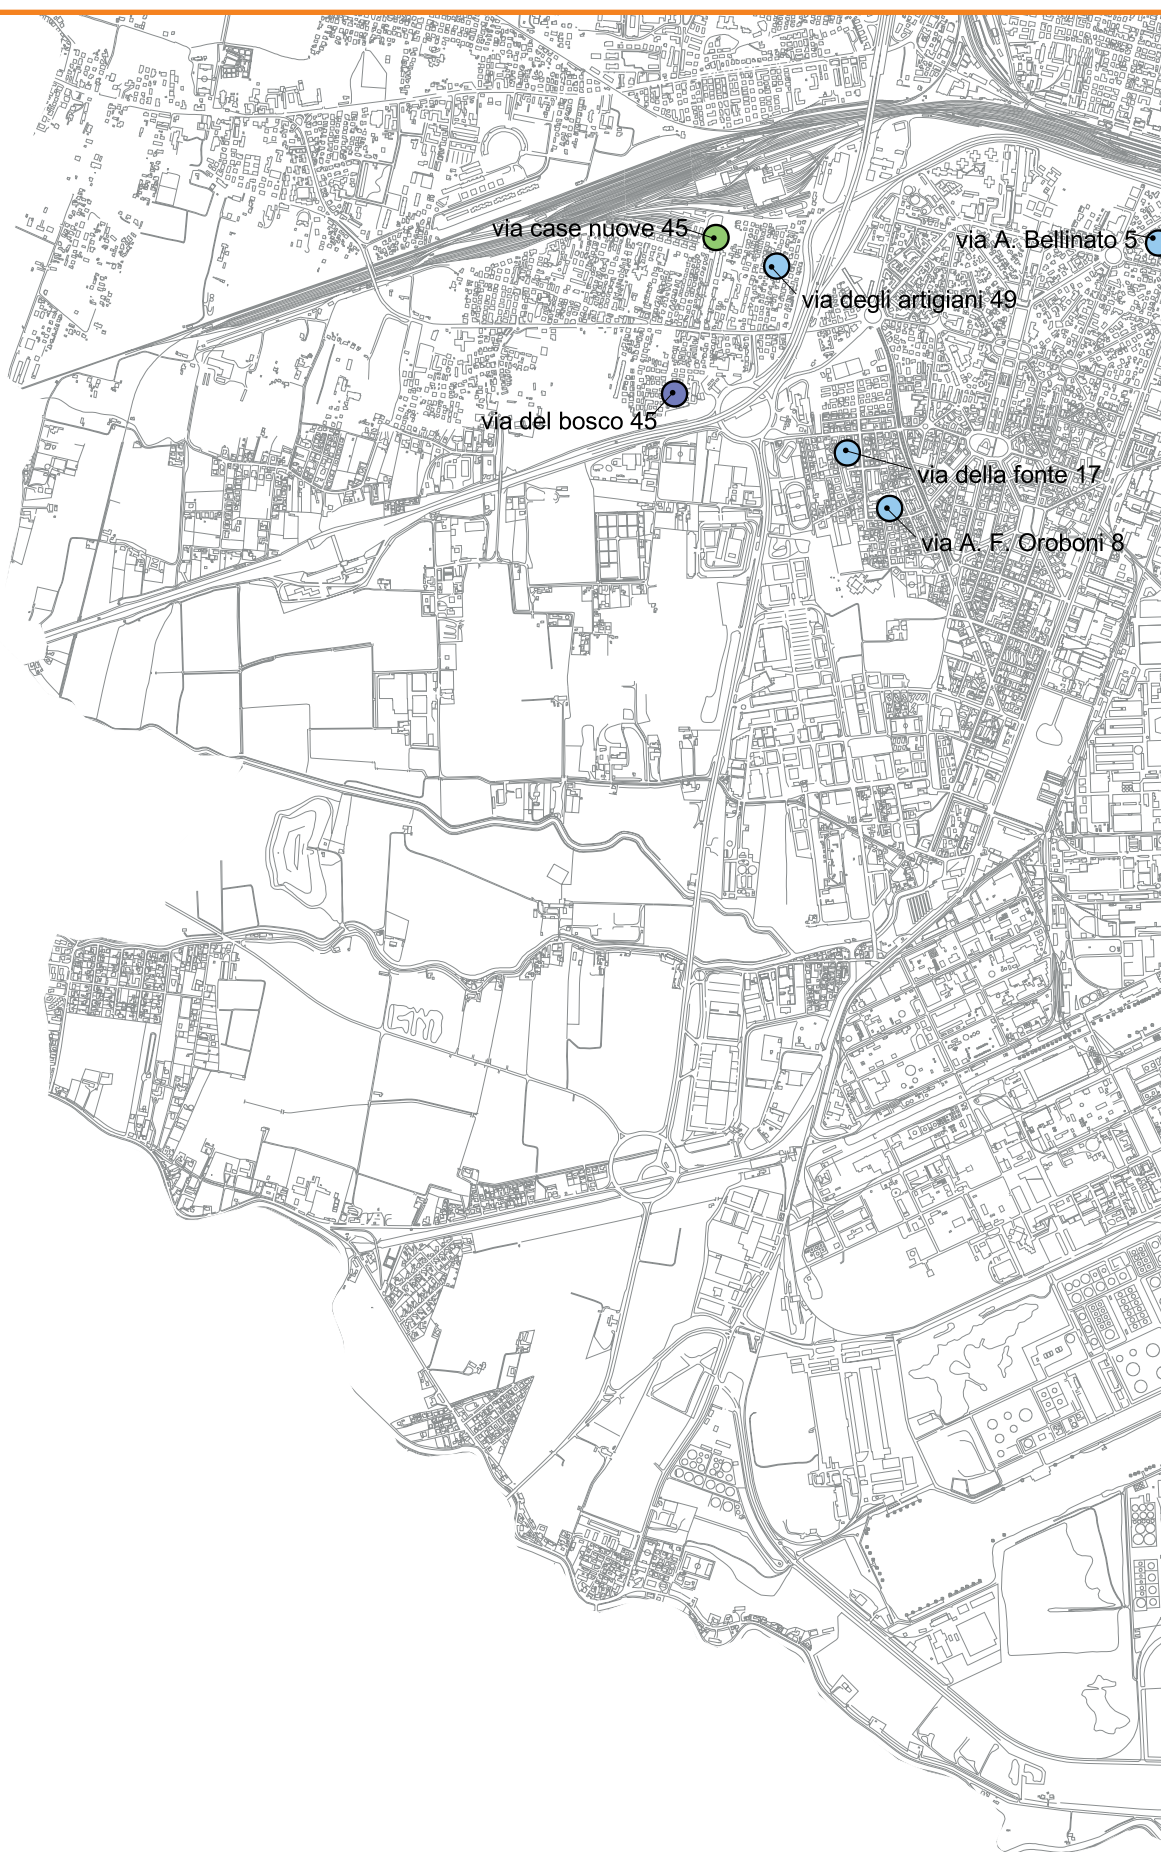 via case nuove 45
via A. Bellinato 5
via degli artigiani 49
via del bosco 45
via della fonte 17
via A. F. Oroboni 8